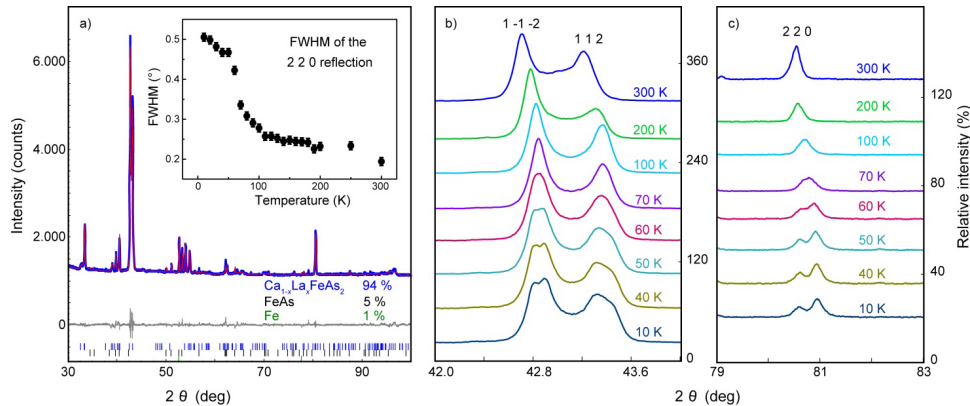 a)
FWHM of the
2 2 0 reflection
FWHM (°)
0.5
0.4
0.3
0.2
0
100
200
300
Temperature (K)
Intensity (counts)
6.000
4.000
2.000
0
Ca1-xLaxFeAs2 94 %
FeAs 5 %
Fe 1 %
30
50
70
90
2 θ (deg)
b)
1 -1 -2
1 1 2
300 K
200 K
100 K
70 K
60 K
50 K
40 K
10 K
360
240
120
0
42.0
42.8
43.6
c)
2 2 0
300 K
200 K
100 K
70 K
60 K
50 K
40 K
10 K
120
80
40
0
Relative intensity (%)
79
81
83
2 θ (deg)